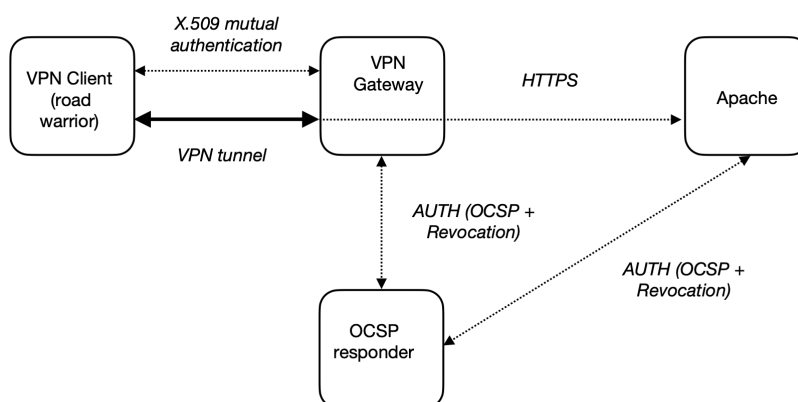 X.509 mutual
authentication
VPN Client
(road
warrior)
VPN
Gateway
HTTPS
Apache
VPN tunnel
AUTH (OCSP +
Revocation)
AUTH (OCSP +
Revocation)
OCSP
responder